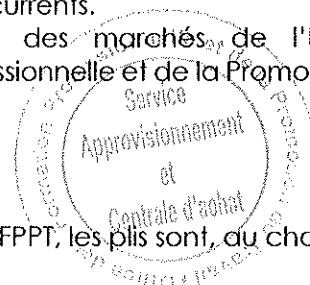 currents.
des marchés de l'
ssionnelle et de la Promo
Service
Approvisionnement
et
Centrale d'achat
FPPT, les plis sont, au cho